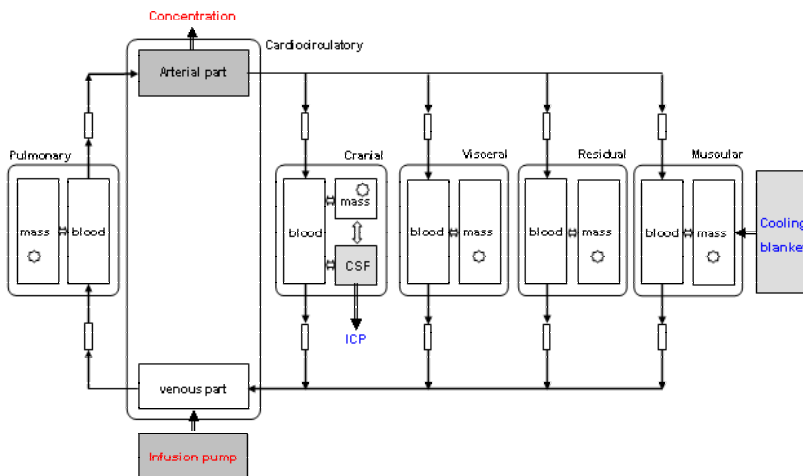 Concentration
Cardiocirculatory
Arterial part
Pulmonary
Cranial
Visceral
Residual
Muscular
mass
blood
blood
mass
CSF
blood
mass
blood
mass
blood
mass
Cooling
blanket
ICP
venous part
Infusion pump